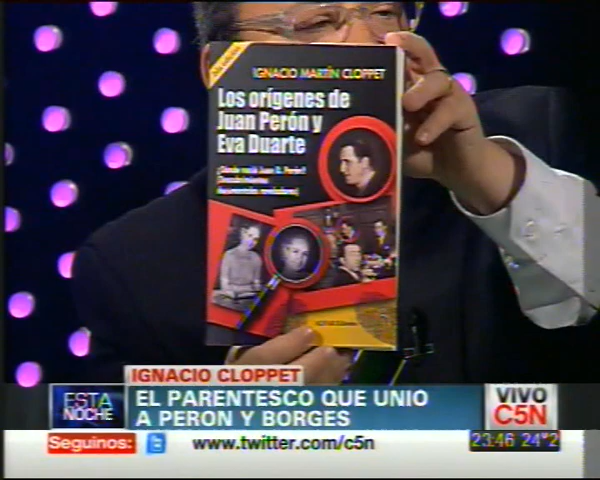 IGNACIO MARTÍN CLOPPET
Los orígenes de
Juan Perón y
Eva Duarte
IGNACIO CLOPPET
ESTA
NOCHE
EL PARENTESCO QUE UNIO
A PERON Y BORGES
VIVO
C5N
Seguinos:
www.twitter.com/c5n
23:46 24°2